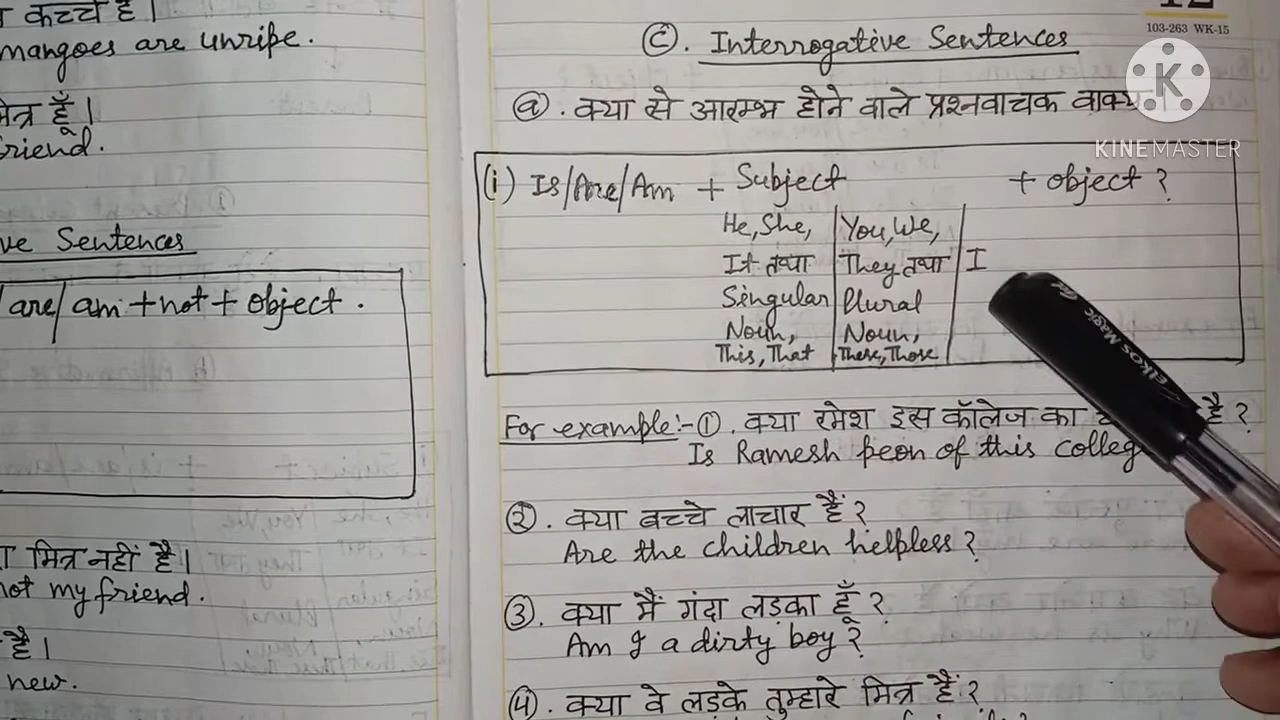 कच्चे हैं।
mangoes are unripe.
मित्र हूँ।
friend.
ve Sentences
are/am + not + object.
मित्र नहीं है।
not my friend.
है।
new.
103-263 WK-15
K
KINEMASTER
Ⓒ. Interrogative Sentences
ⓐ. क्या से आरम्भ होने वाले प्रश्नवाचक वाक्य
(i) Is/Are/Am + Subject + object ?
He, She, You, We,
It तथा They तथा I
Singular Plural
Noun, Noun,
This, That These, Those
elkos Magic
For example:- ①. क्या रमेश इस कॉलेज का है ?
Is Ramesh peon of this colleg
②. क्या बच्चे लाचार हैं ?
Are the children helpless ?
③. क्या मैं गंदा लड़का हूँ ?
Am I a dirty boy ?
④. क्या वे लड़के तुम्हारे मित्र हैं ?